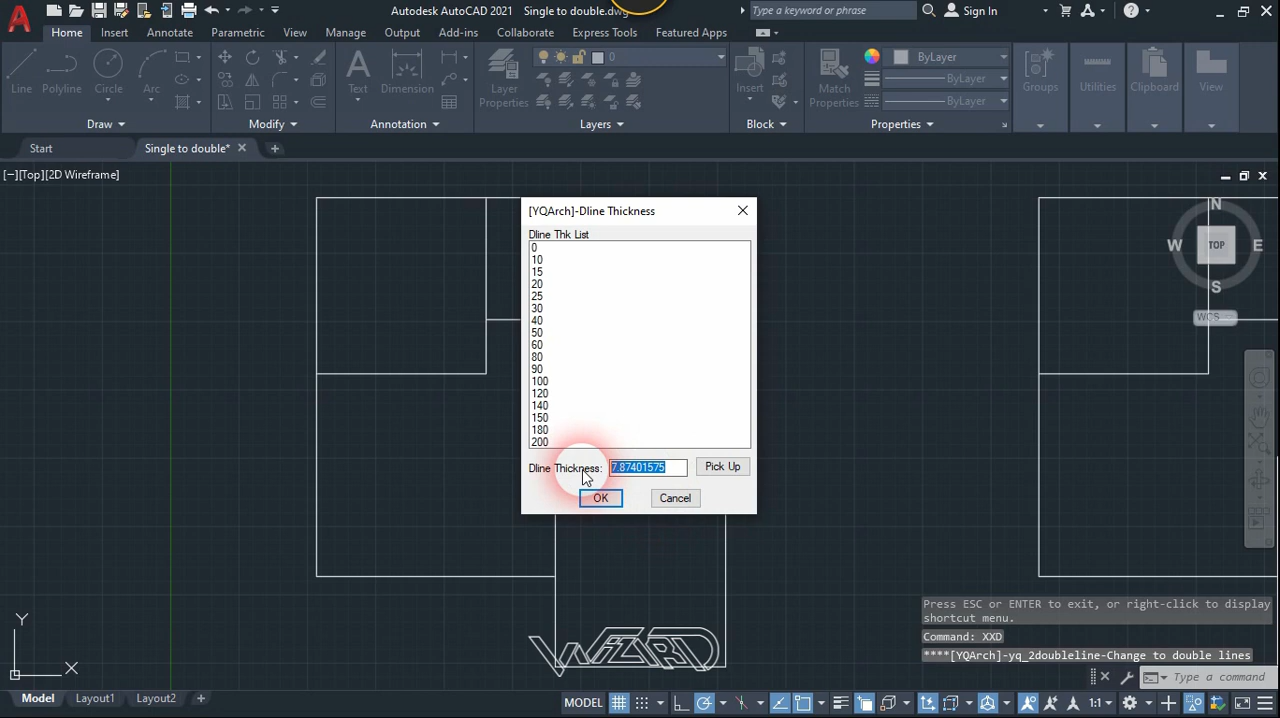 Autodesk AutoCAD 2021 Single to double.dwg
Type a keyword or phrase
Sign In
Home Insert Annotate Parametric View Manage Output Add-ins Collaborate Express Tools Featured Apps
Line Polyline Circle Arc
Text Dimension
Layer Properties
0
Insert
Match Properties
ByLayer
ByLayer
ByLayer
Groups Utilities Clipboard View
Draw Modify Annotation Layers Block Properties
Start Single to double*
[−][Top][2D Wireframe]
[YQArch]-Dline Thickness
Dline Thk List
0
10
15
20
25
30
40
50
60
80
90
100
120
140
150
180
200
Dline Thickness: 7.87401575 Pick Up
OK Cancel
N
W TOP E
S
WCS
Y
X
WIZARD
Press ESC or ENTER to exit, or right-click to display
shortcut menu.
Command: XXD
****[YQArch]-yq_2doubleline-Change to double lines
Type a command
Model Layout1 Layout2
MODEL 1:1